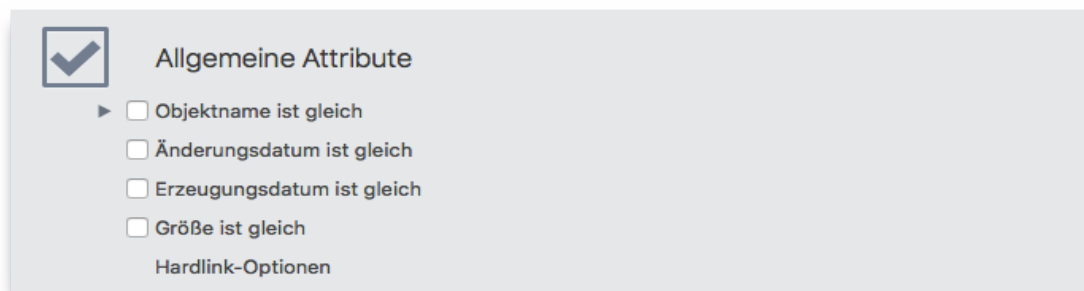 Allgemeine Attribute
Objektname ist gleich
Änderungsdatum ist gleich
Erzeugungsdatum ist gleich
Größe ist gleich
Hardlink-Optionen